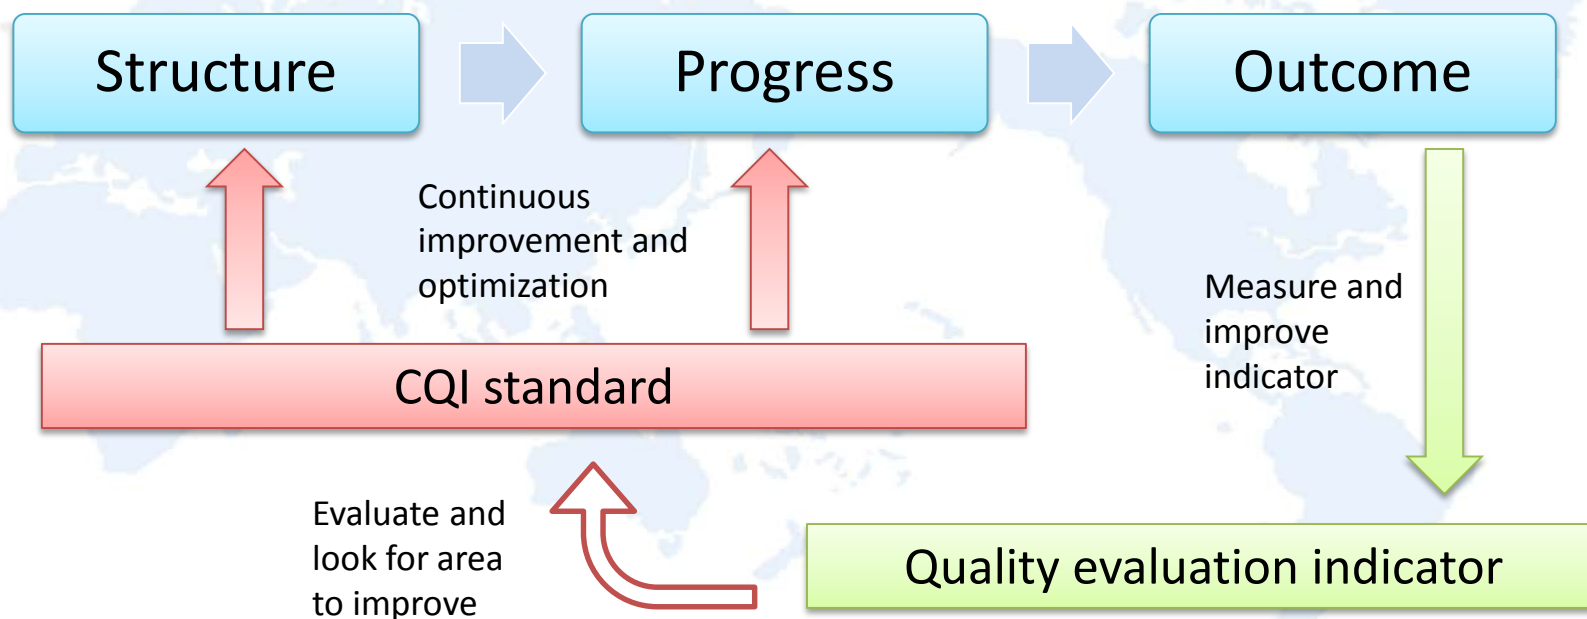 Structure
Progress
Outcome
Continuous
improvement and
optimization
Measure and
improve
indicator
CQI standard
Evaluate and
look for area
to improve
Quality evaluation indicator